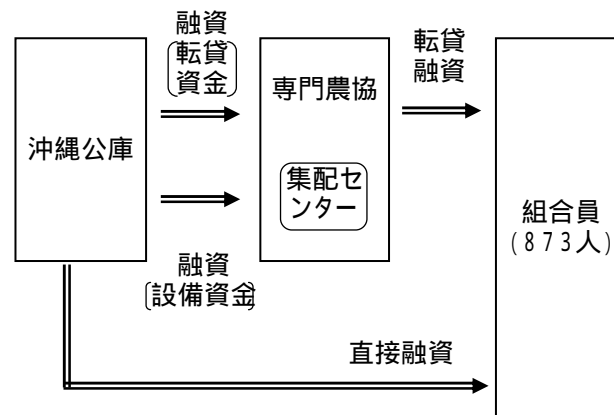 融資
転貸
資金
専門農協
転貸
融資
沖縄公庫
集配セ
ンター
組合員
(873人)
融資
設備資金
直接融資